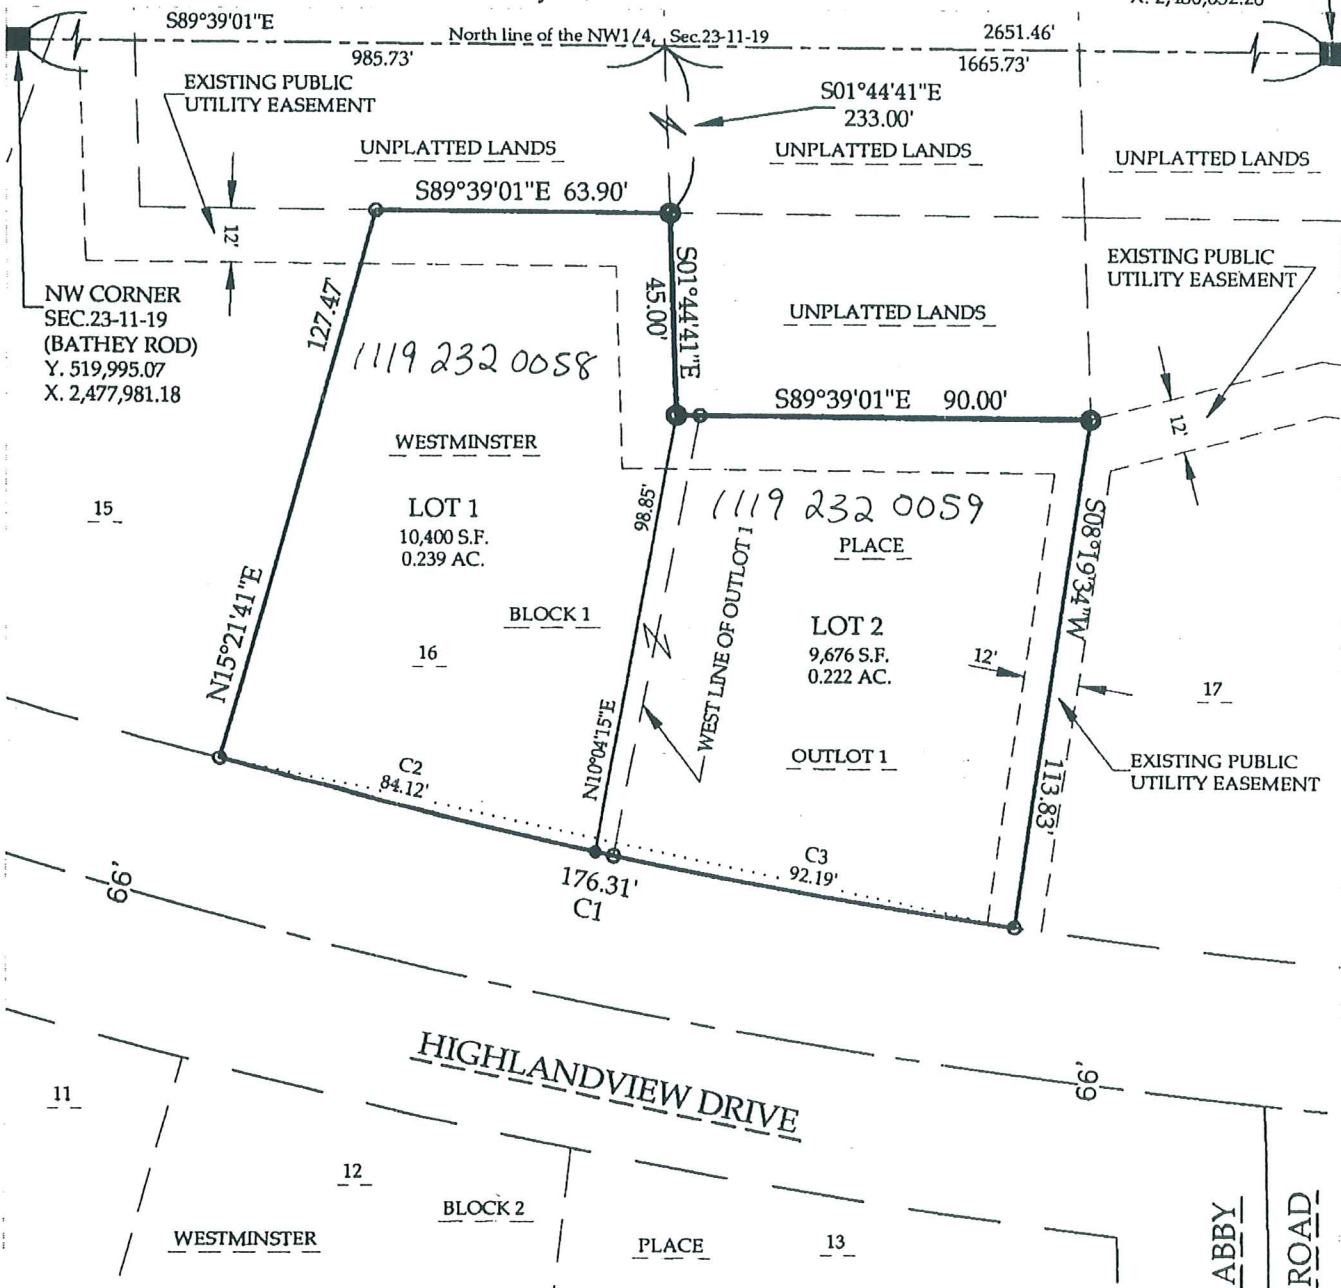 S89°39'01"E
985.73'
North line of the NW1/4, Sec.23-11-19
2651.46'
1665.73'
EXISTING PUBLIC
UTILITY EASEMENT
S01°44'41"E
233.00'
UNPLATTED LANDS
UNPLATTED LANDS
UNPLATTED LANDS
S89°39'01"E 63.90'
12'
NW CORNER
SEC.23-11-19
(BATHEY ROD)
Y. 519,995.07
X. 2,477,981.18
127.47'
N15°21'41"E
S01°44'41"E
45.00'
EXISTING PUBLIC
UTILITY EASEMENT
UNPLATTED LANDS
1119 232 0058
S89°39'01"E 90.00'
12'
WESTMINSTER
15
LOT 1
10,400 S.F.
0.239 AC.
98.85'
N10°04'15"E
1119 232 0059
PLACE
WEST LINE OF OUTLOT 1
S08°19'34"W
113.83'
BLOCK 1
16
LOT 2
9,676 S.F.
0.222 AC.
12'
17
OUTLOT 1
EXISTING PUBLIC
UTILITY EASEMENT
C2
84.12'
C3
92.19'
176.31'
C1
66'
HIGHLANDVIEW DRIVE
66'
11
12
BLOCK 2
WESTMINSTER
PLACE
13
ABBY
ROAD